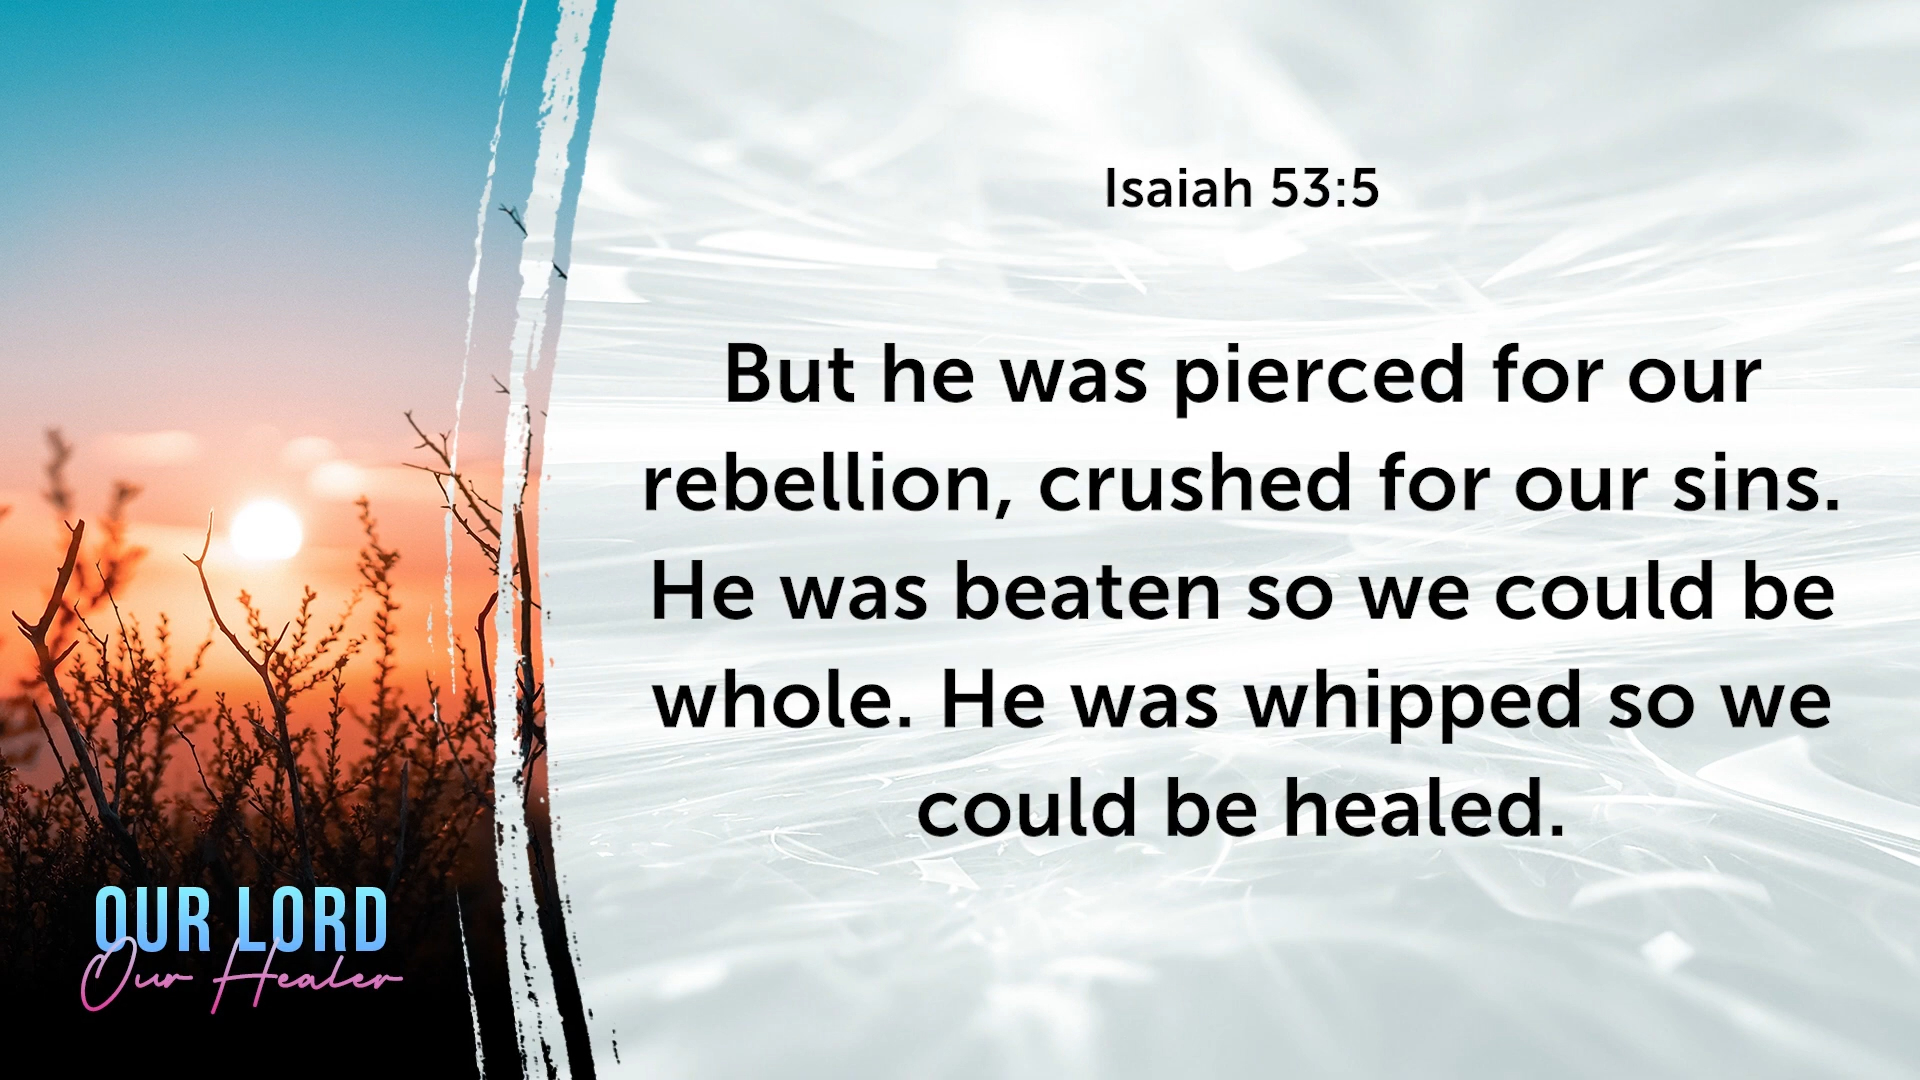 Isaiah 53:5
But he was pierced for our
rebellion, crushed for our sins.
He was beaten so we could be
whole. He was whipped so we
could be healed.
OUR LORD
Our Healer